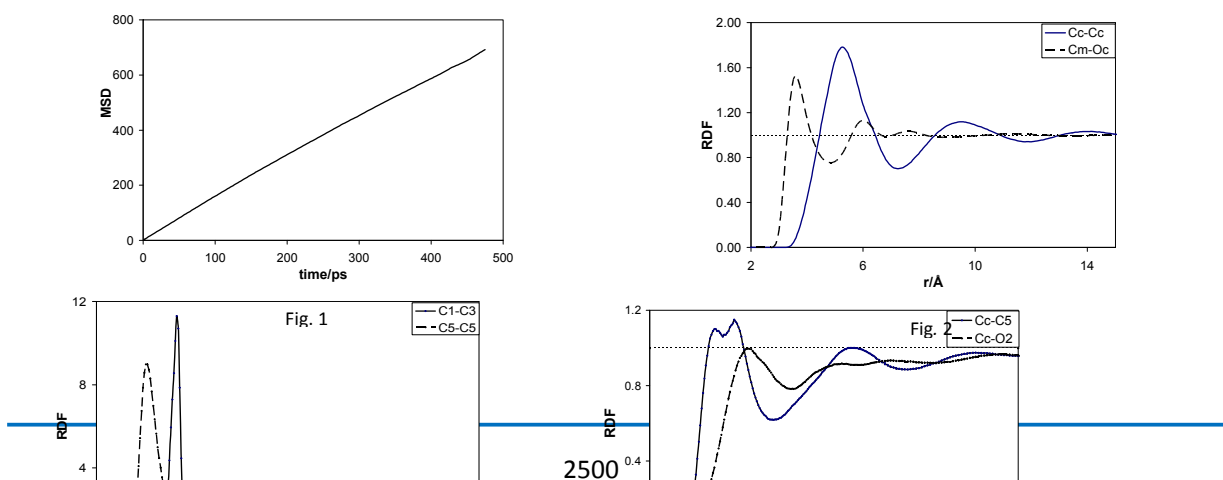 800
600
400
200
0
MSD
0 100 200 300 400 500
time/ps
2.00
1.60
1.20
0.80
0.40
0.00
RDF
2 6 10 14
r/Å
Cc-Cc
Cm-Oc
12
8
4
RDF
Fig. 1
C1-C3
C5-C5
1.2
0.8
0.4
RDF
Fig. 2
Cc-C5
Cc-O2
2500